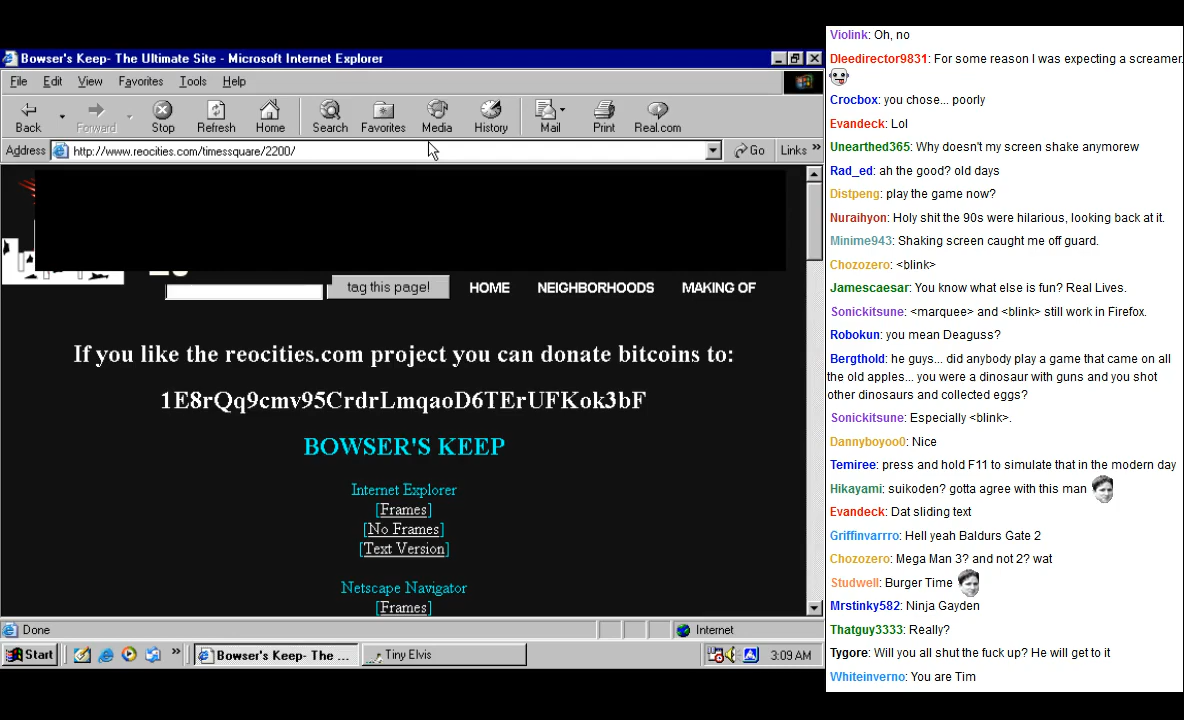 Bowser's Keep- The Ultimate Site - Microsoft Internet Explorer
File Edit View Favorites Tools Help
Back Forward Stop Refresh Home Search Favorites Media History Mail Print Real.com
Address http://www.reocities.com/timessquare/2200/ Go Links »
tag this page! HOME NEIGHBORHOODS MAKING OF
If you like the reocities.com project you can donate bitcoins to:
1E8rQq9cmv95CrdrLmqaoD6TErUFKok3bF
BOWSER'S KEEP
Internet Explorer
[Frames]
[No Frames]
[Text Version]
Netscape Navigator
[Frames]
Done Internet
Start » Bowser's Keep- The ... Tiny Elvis 3:09 AM
Violink: Oh, no
Dleedirector9831: For some reason I was expecting a screamer.
Crocbox: you chose... poorly
Evandeck: Lol
Unearthed365: Why doesn't my screen shake anymorew
Rad_ed: ah the good? old days
Distpeng: play the game now?
Nuraihyon: Holy shit the 90s were hilarious, looking back at it.
Minime943: Shaking screen caught me off guard.
Chozozero: <blink>
Jamescaesar: You know what else is fun? Real Lives.
Sonickitsune: <marquee> and <blink> still work in Firefox.
Robokun: you mean Deaguss?
Bergthold: he guys... did anybody play a game that came on all
the old apples... you were a dinosaur with guns and you shot
other dinosaurs and collected eggs?
Sonickitsune: Especially <blink>.
Dannyboyoo0: Nice
Temiree: press and hold F11 to simulate that in the modern day
Hikayami: suikoden? gotta agree with this man
Evandeck: Dat sliding text
Griffinvarrro: Hell yeah Baldurs Gate 2
Chozozero: Mega Man 3? and not 2? wat
Studwell: Burger Time
Mrstinky582: Ninja Gayden
Thatguy3333: Really?
Tygore: Will you all shut the fuck up? He will get to it
Whiteinverno: You are Tim